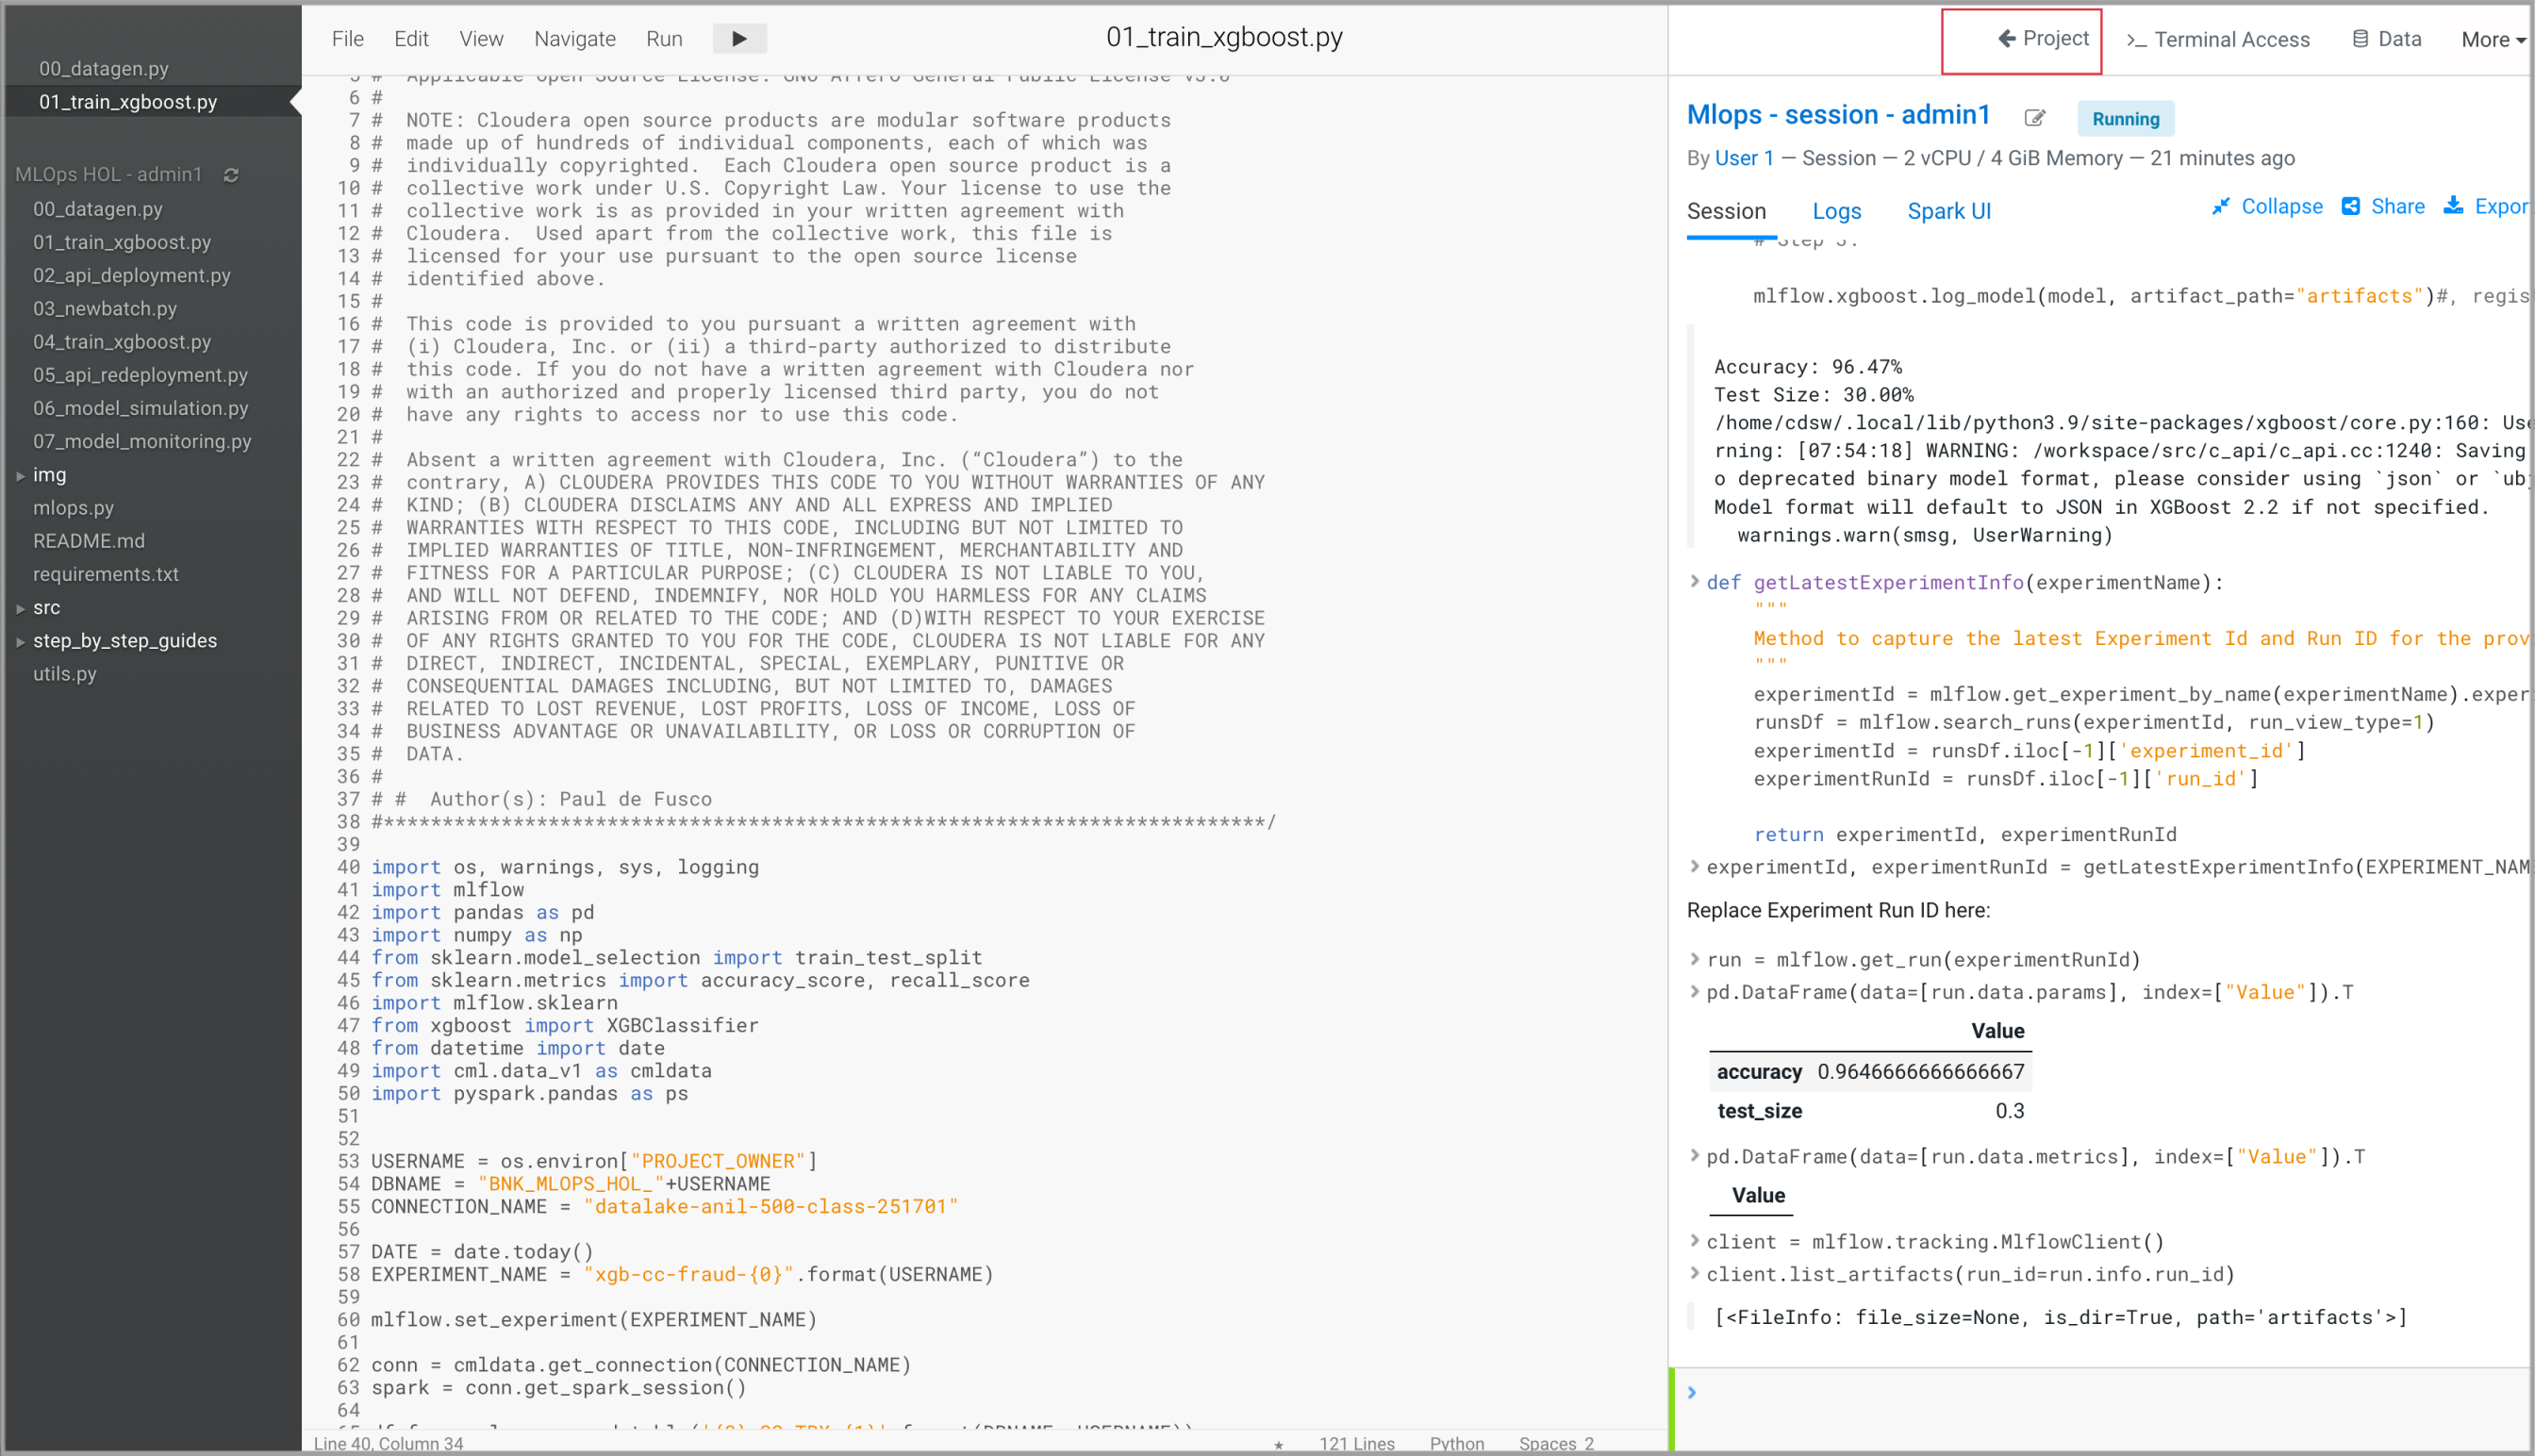 00_datagen.py
01_train_xgboost.py
MLOps HOL - admin1
00_datagen.py
01_train_xgboost.py
02_api_deployment.py
03_newbatch.py
04_train_xgboost.py
05_api_redeployment.py
06_model_simulation.py
07_model_monitoring.py
img
mlops.py
README.md
requirements.txt
src
step_by_step_guides
utils.py
File Edit View Navigate Run
01_train_xgboost.py
5 # Applicable Open Source License: GNU Affero General Public License v3.0
6 #
7 #  NOTE: Cloudera open source products are modular software products
8 #  made up of hundreds of individual components, each of which was
9 #  individually copyrighted.  Each Cloudera open source product is a
10 #  collective work under U.S. Copyright Law. Your license to use the
11 #  collective work is as provided in your written agreement with
12 #  Cloudera.  Used apart from the collective work, this file is
13 #  licensed for your use pursuant to the open source license
14 #  identified above.
15 #
16 #  This code is provided to you pursuant a written agreement with
17 #  (i) Cloudera, Inc. or (ii) a third-party authorized to distribute
18 #  this code. If you do not have a written agreement with Cloudera nor
19 #  with an authorized and properly licensed third party, you do not
20 #  have any rights to access nor to use this code.
21 #
22 #  Absent a written agreement with Cloudera, Inc. (“Cloudera”) to the
23 #  contrary, A) CLOUDERA PROVIDES THIS CODE TO YOU WITHOUT WARRANTIES OF ANY
24 #  KIND; (B) CLOUDERA DISCLAIMS ANY AND ALL EXPRESS AND IMPLIED
25 #  WARRANTIES WITH RESPECT TO THIS CODE, INCLUDING BUT NOT LIMITED TO
26 #  IMPLIED WARRANTIES OF TITLE, NON-INFRINGEMENT, MERCHANTABILITY AND
27 #  FITNESS FOR A PARTICULAR PURPOSE; (C) CLOUDERA IS NOT LIABLE TO YOU,
28 #  AND WILL NOT DEFEND, INDEMNIFY, NOR HOLD YOU HARMLESS FOR ANY CLAIMS
29 #  ARISING FROM OR RELATED TO THE CODE; AND (D)WITH RESPECT TO YOUR EXERCISE
30 #  OF ANY RIGHTS GRANTED TO YOU FOR THE CODE, CLOUDERA IS NOT LIABLE FOR ANY
31 #  DIRECT, INDIRECT, INCIDENTAL, SPECIAL, EXEMPLARY, PUNITIVE OR
32 #  CONSEQUENTIAL DAMAGES INCLUDING, BUT NOT LIMITED TO, DAMAGES
33 #  RELATED TO LOST REVENUE, LOST PROFITS, LOSS OF INCOME, LOSS OF
34 #  BUSINESS ADVANTAGE OR UNAVAILABILITY, OR LOSS OR CORRUPTION OF
35 #  DATA.
36 #
37 # #  Author(s): Paul de Fusco
38 #***************************************************************************/
39
40 import os, warnings, sys, logging
41 import mlflow
42 import pandas as pd
43 import numpy as np
44 from sklearn.model_selection import train_test_split
45 from sklearn.metrics import accuracy_score, recall_score
46 import mlflow.sklearn
47 from xgboost import XGBClassifier
48 from datetime import date
49 import cml.data_v1 as cmldata
50 import pyspark.pandas as ps
51
52
53 USERNAME = os.environ["PROJECT_OWNER"]
54 DBNAME = "BNK_MLOPS_HOL_"+USERNAME
55 CONNECTION_NAME = "datalake-anil-500-class-251701"
56
57 DATE = date.today()
58 EXPERIMENT_NAME = "xgb-cc-fraud-{0}".format(USERNAME)
59
60 mlflow.set_experiment(EXPERIMENT_NAME)
61
62 conn = cmldata.get_connection(CONNECTION_NAME)
63 spark = conn.get_spark_session()
64
Line 40, Column 34 ★ 121 Lines Python Spaces 2
Project Terminal Access Data More
Mlops - session - admin1 Running
By User 1 — Session — 2 vCPU / 4 GiB Memory — 21 minutes ago
Session Logs Spark UI Collapse Share Expor
# Step 3:
mlflow.xgboost.log_model(model, artifact_path="artifacts")#, regis
Accuracy: 96.47%
Test Size: 30.00%
/home/cdsw/.local/lib/python3.9/site-packages/xgboost/core.py:160: Use
rning: [07:54:18] WARNING: /workspace/src/c_api/c_api.cc:1240: Saving
o deprecated binary model format, please consider using `json` or `ubj
Model format will default to JSON in XGBoost 2.2 if not specified.
warnings.warn(smsg, UserWarning)
def getLatestExperimentInfo(experimentName):
"""
Method to capture the latest Experiment Id and Run ID for the prov
"""
experimentId = mlflow.get_experiment_by_name(experimentName).exper
runsDf = mlflow.search_runs(experimentId, run_view_type=1)
experimentId = runsDf.iloc[-1]['experiment_id']
experimentRunId = runsDf.iloc[-1]['run_id']
return experimentId, experimentRunId
experimentId, experimentRunId = getLatestExperimentInfo(EXPERIMENT_NAM
Replace Experiment Run ID here:
run = mlflow.get_run(experimentRunId)
pd.DataFrame(data=[run.data.params], index=["Value"]).T
Value
accuracy 0.9646666666666667
test_size 0.3
pd.DataFrame(data=[run.data.metrics], index=["Value"]).T
Value
client = mlflow.tracking.MlflowClient()
client.list_artifacts(run_id=run.info.run_id)
[<FileInfo: file_size=None, is_dir=True, path='artifacts'>]